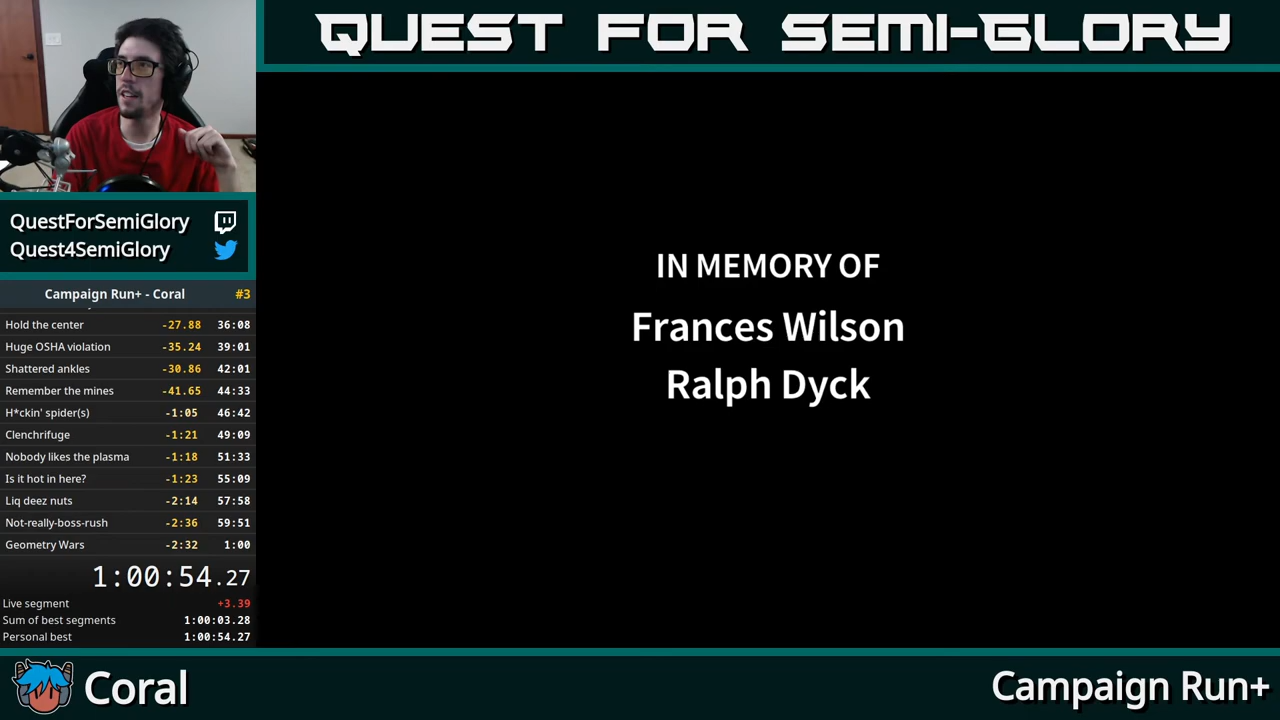 QUEST FOR SEMI-GLORY
QuestForSemiGlory
Quest4SemiGlory
Campaign Run+ - Coral #3
Hold the center -27.88 36:08
Huge OSHA violation -35.24 39:01
Shattered ankles -30.86 42:01
Remember the mines -41.65 44:33
H*ckin' spider(s) -1:05 46:42
Clenchrifuge -1:21 49:09
Nobody likes the plasma -1:18 51:33
Is it hot in here? -1:23 55:09
Liq deez nuts -2:14 57:58
Not-really-boss-rush -2:36 59:51
Geometry Wars -2:32 1:00
1:00:54.27
Live segment +3.39
Sum of best segments 1:00:03.28
Personal best 1:00:54.27
IN MEMORY OF
Frances Wilson
Ralph Dyck
Coral
Campaign Run+